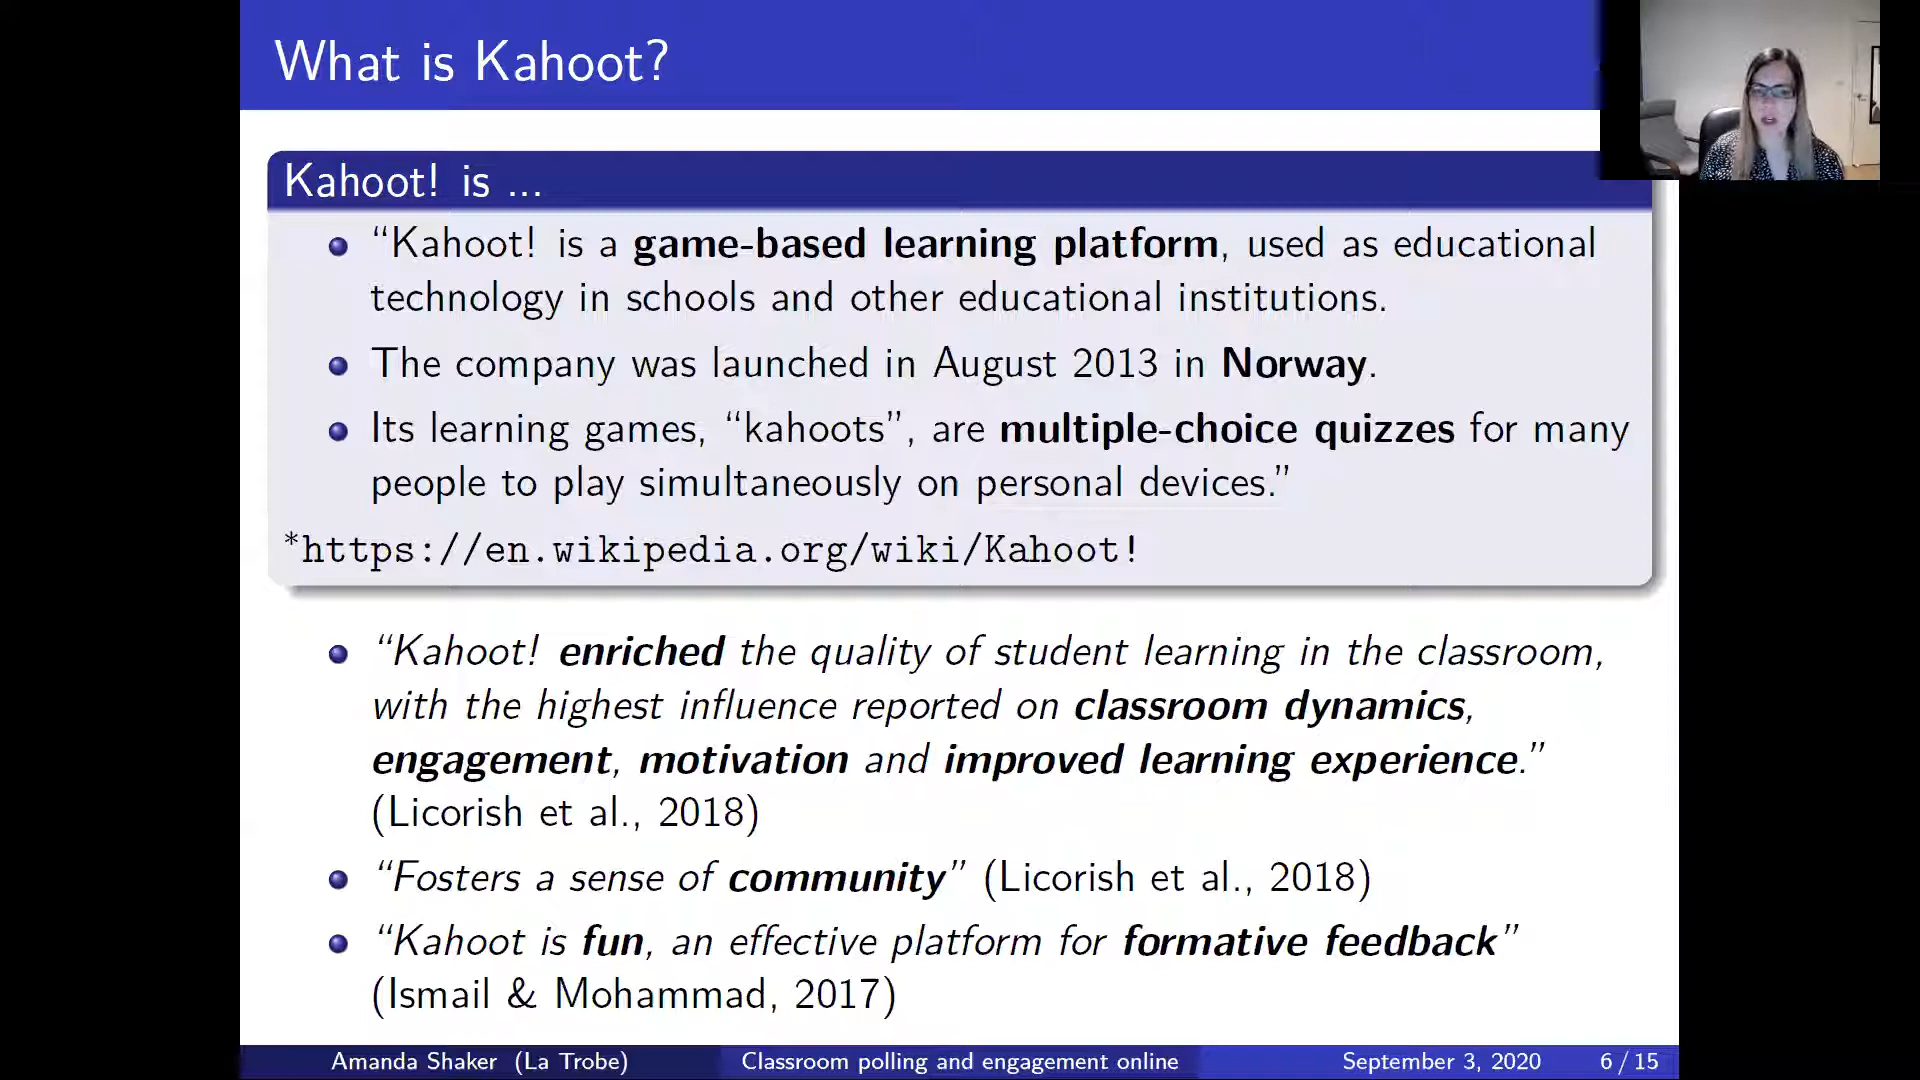 What is Kahoot?
Kahoot! is ...
“Kahoot! is a game-based learning platform, used as educational
technology in schools and other educational institutions.
The company was launched in August 2013 in Norway.
Its learning games, “kahoots”, are multiple-choice quizzes for many
people to play simultaneously on personal devices.”
*https://en.wikipedia.org/wiki/Kahoot!
“Kahoot! enriched the quality of student learning in the classroom,
with the highest influence reported on classroom dynamics,
engagement, motivation and improved learning experience.”
(Licorish et al., 2018)
“Fosters a sense of community” (Licorish et al., 2018)
“Kahoot is fun, an effective platform for formative feedback”
(Ismail & Mohammad, 2017)
Amanda Shaker (La Trobe) Classroom polling and engagement online September 3, 2020 6 / 15